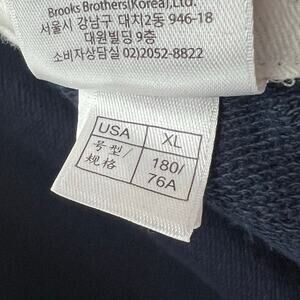 Brooks Brothers(Korea),Ltd.
서울시 강남구 대치2동 946-18
대원빌딩 9층
소비자상담실 02)2052-8822
USA XL
号型/规格 180/76A